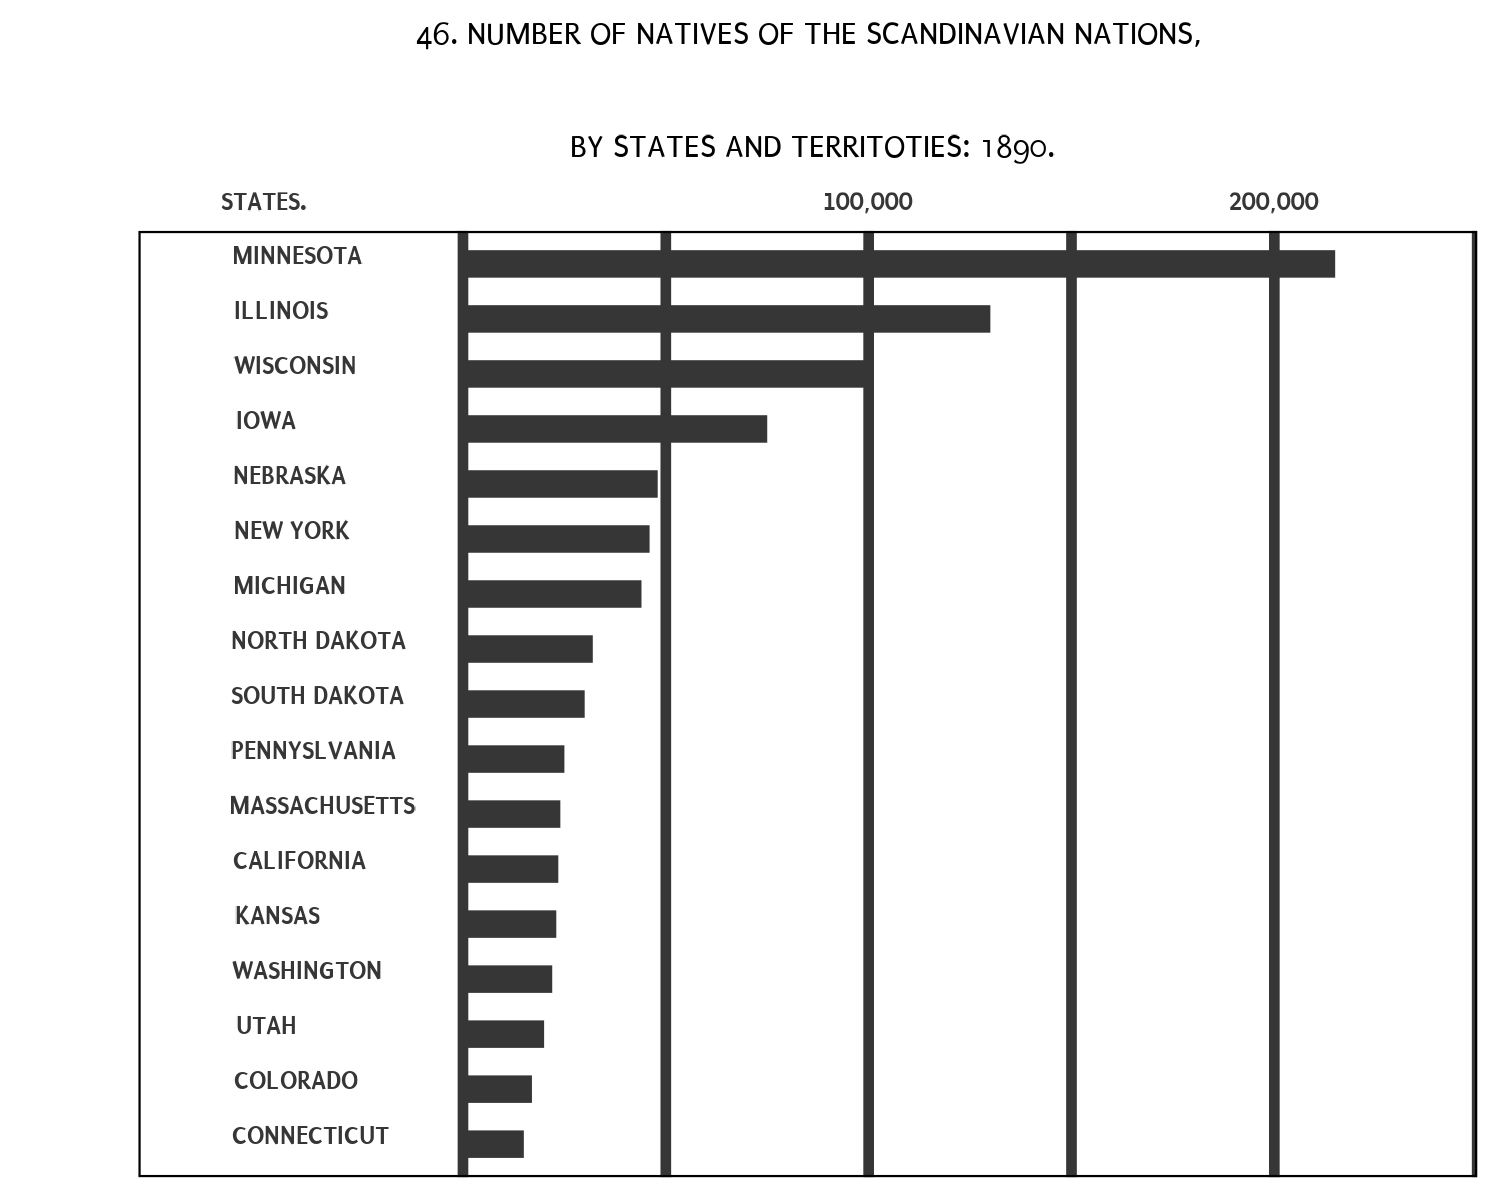 46. NUMBER OF NATIVES OF THE SCANDINAVIAN NATIONS,
BY STATES AND TERRITOTIES: 1890.
STATES. 100,000 200,000
MINNESOTA
ILLINOIS
WISCONSIN
IOWA
NEBRASKA
NEW YORK
MICHIGAN
NORTH DAKOTA
SOUTH DAKOTA
PENNYSLVANIA
MASSACHUSETTS
CALIFORNIA
KANSAS
WASHINGTON
UTAH
COLORADO
CONNECTICUT